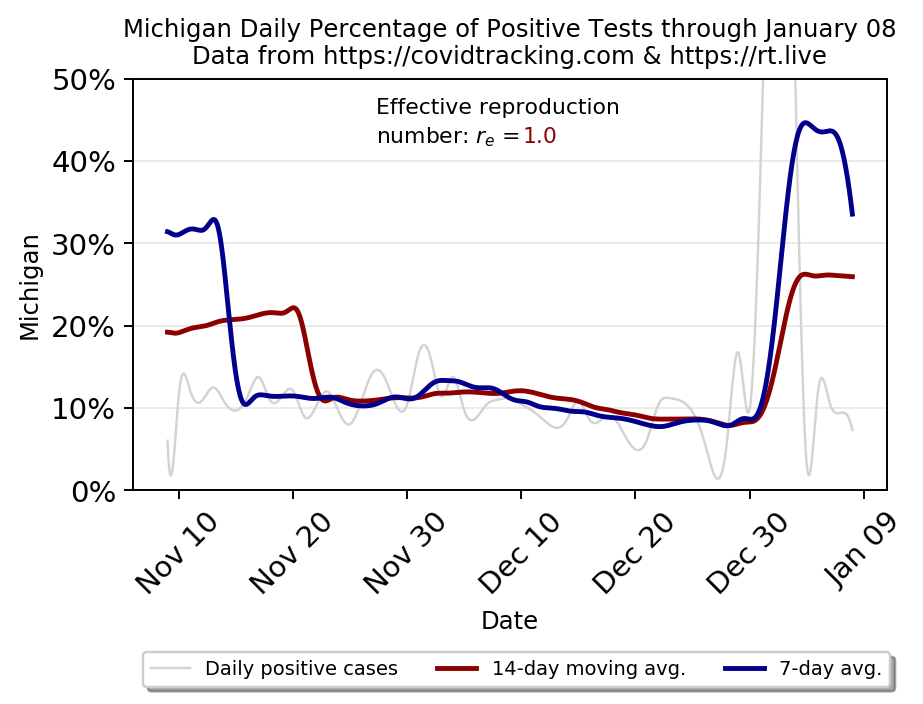 Michigan Daily Percentage of Positive Tests through January 08
Data from https://covidtracking.com & https://rt.live
50%
Effective reproduction
number: rₑ =1.0
40%
30%
20%
10%
0%
Michigan
Nov 10
Nov 20
Nov 30
Dec 10
Dec 20
Dec 30
Jan 09
Date
Daily positive cases
14-day moving avg.
7-day avg.